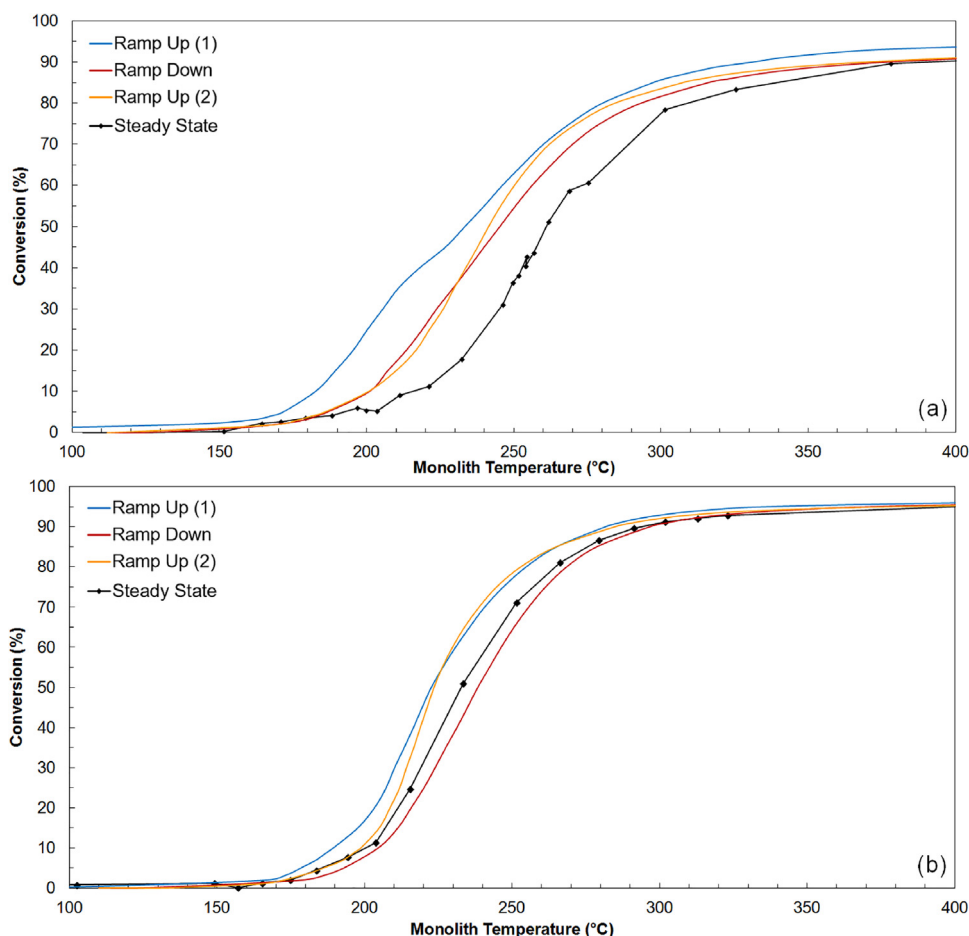 100
90
80
70
60
50
40
30
20
10
0
Conversion (%)
Ramp Up (1)
Ramp Down
Ramp Up (2)
Steady State
(a)
100 150 200 250 300 350 400
Monolith Temperature (°C)
100
90
80
70
60
50
40
30
20
10
0
Conversion (%)
Ramp Up (1)
Ramp Down
Ramp Up (2)
Steady State
(b)
100 150 200 250 300 350 400
Monolith Temperature (°C)